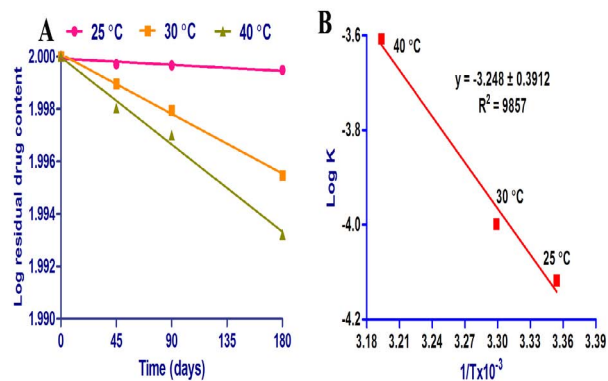 A
25 °C 30 °C 40 °C
Log residual drug content
2.000
1.998
1.996
1.994
1.992
1.990
0 45 90 135 180
Time (days)
B
Log K
-3.6
-3.8
-4.0
-4.2
40 °C
y = -3.248 ± 0.3912
R² = 9857
30 °C
25 °C
3.18 3.21 3.24 3.27 3.30 3.33 3.36 3.39
1/Tx10⁻³